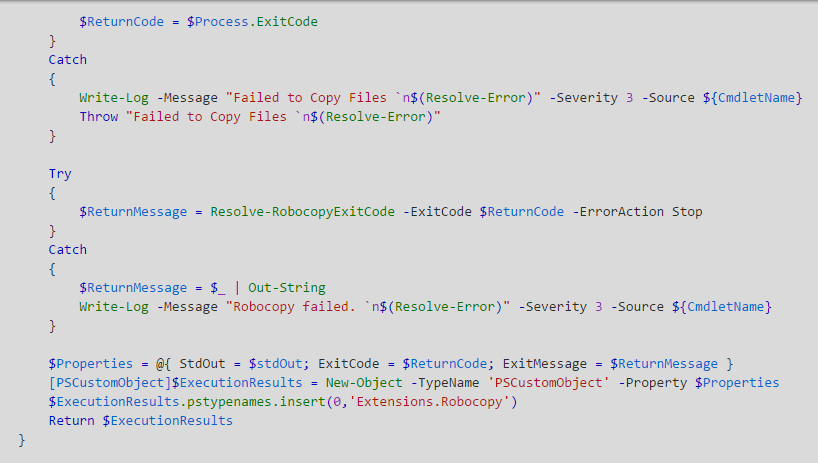 $ReturnCode = $Process.ExitCode
}
Catch
{
Write-Log -Message "Failed to Copy Files `n$(Resolve-Error)" -Severity 3 -Source ${CmdletName}
Throw "Failed to Copy Files `n$(Resolve-Error)"
}
Try
{
$ReturnMessage = Resolve-RobocopyExitCode -ExitCode $ReturnCode -ErrorAction Stop
}
Catch
{
$ReturnMessage = $_ | Out-String
Write-Log -Message "Robocopy failed. `n$(Resolve-Error)" -Severity 3 -Source ${CmdletName}
}
$Properties = @{ StdOut = $stdOut; ExitCode = $ReturnCode; ExitMessage = $ReturnMessage }
[PSCustomObject]$ExecutionResults = New-Object -TypeName 'PSCustomObject' -Property $Properties
$ExecutionResults.pstypenames.insert(0,'Extensions.Robocopy')
Return $ExecutionResults
}